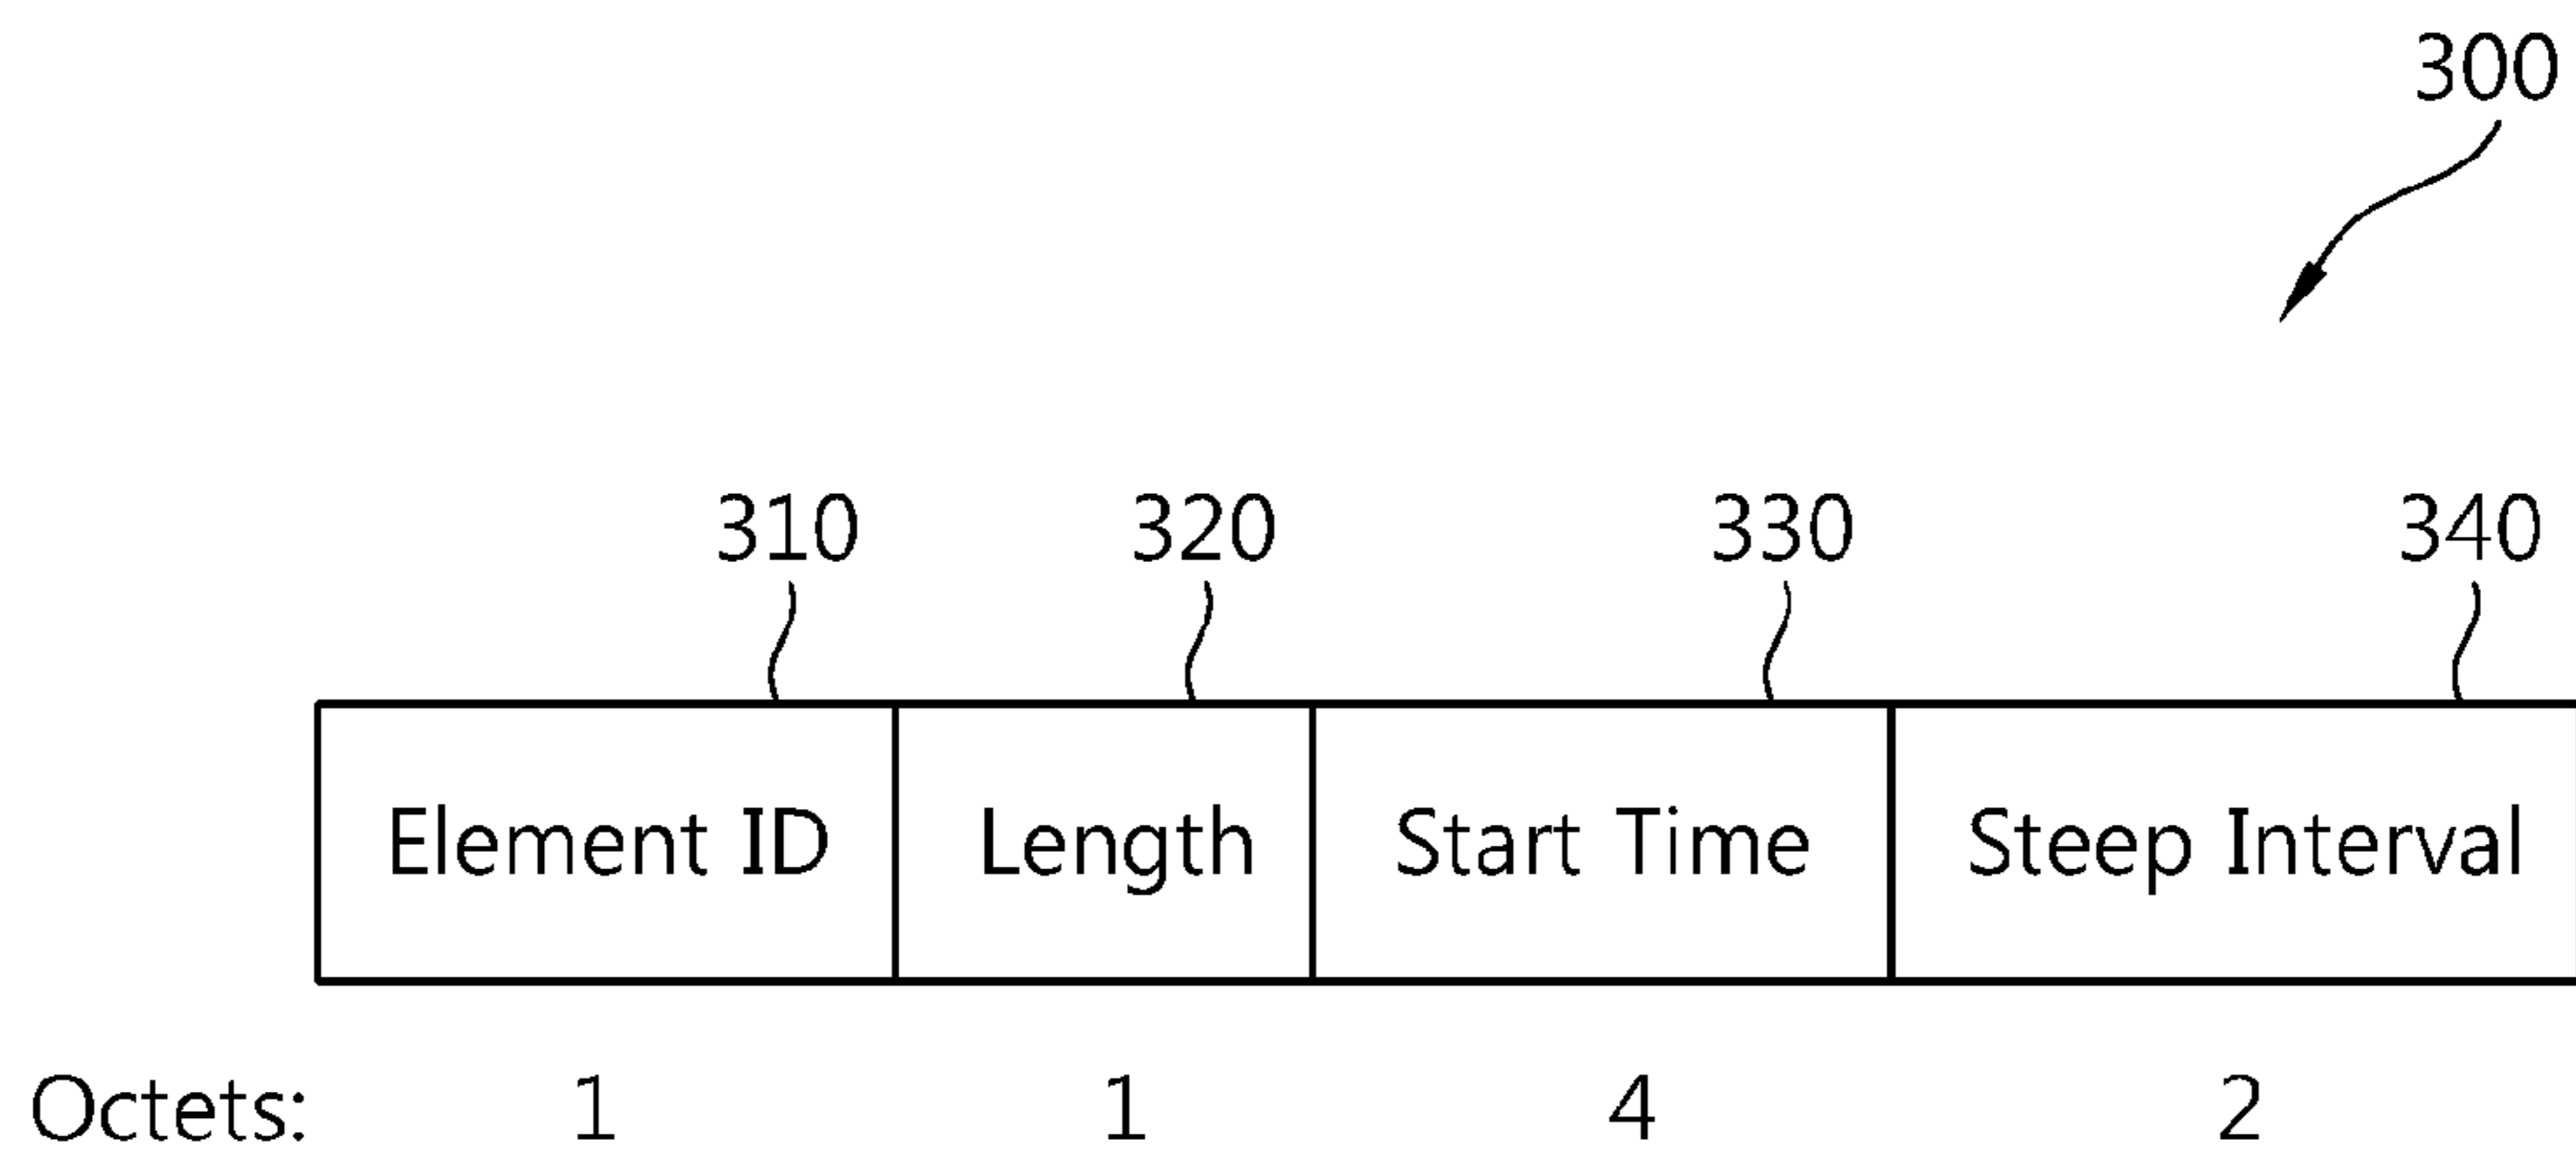 300
310 320 330 340
Element ID Length Start Time Steep Interval
Octets: 1 1 4 2